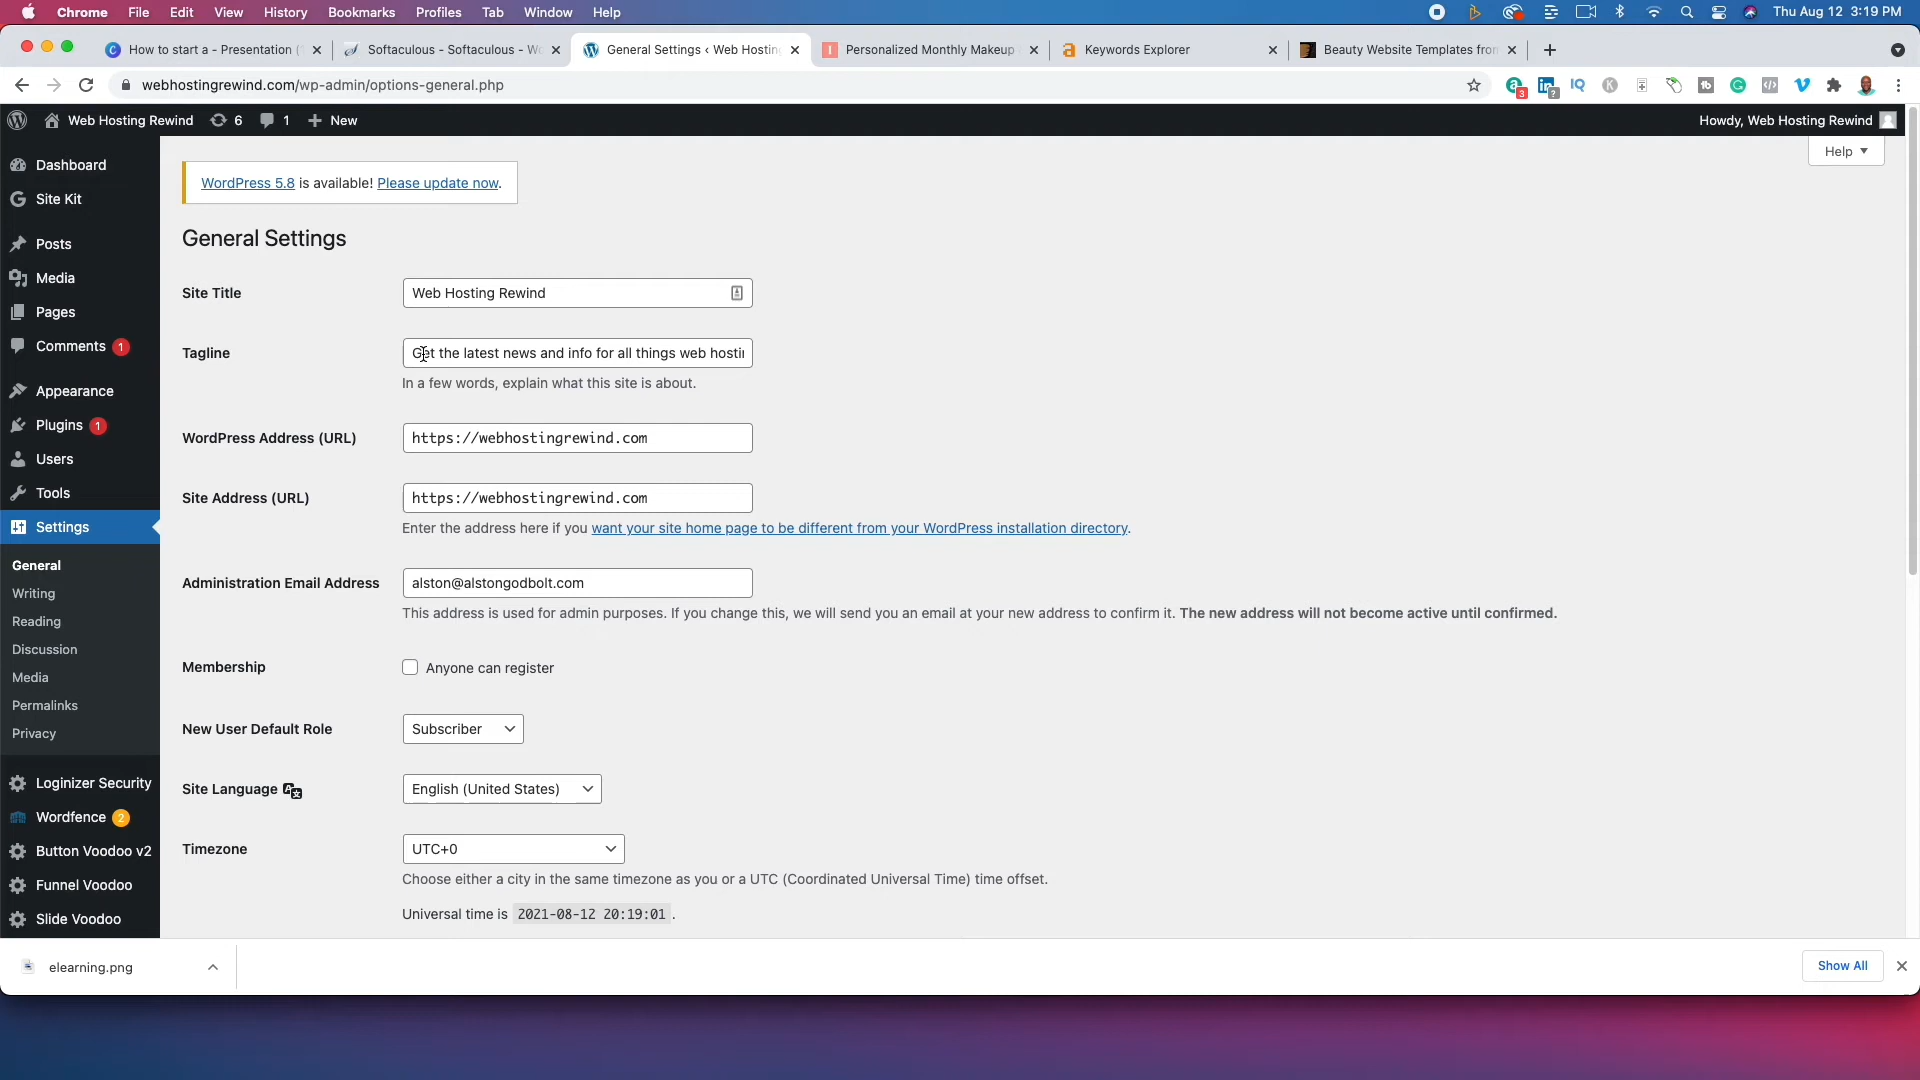 Chrome File Edit View History Bookmarks Profiles Tab Window Help Thu Aug 12 3:19 PM
How to start a - Presentation ( Softaculous - Softaculous - W General Settings ‹ Web Hosting Personalized Monthly Makeup Keywords Explorer Beauty Website Templates from
webhostingrewind.com/wp-admin/options-general.php
Web Hosting Rewind 6 1 New Howdy, Web Hosting Rewind
Help
Dashboard
Site Kit
Posts
Media
Pages
Comments 1
Appearance
Plugins 1
Users
Tools
Settings
General
Writing
Reading
Discussion
Media
Permalinks
Privacy
Loginizer Security
Wordfence 2
Button Voodoo v2
Funnel Voodoo
Slide Voodoo
WordPress 5.8 is available! Please update now.
General Settings
Site Title Web Hosting Rewind
Tagline Get the latest news and info for all things web hostin
In a few words, explain what this site is about.
WordPress Address (URL) https://webhostingrewind.com
Site Address (URL) https://webhostingrewind.com
Enter the address here if you want your site home page to be different from your WordPress installation directory.
Administration Email Address alston@alstongodbolt.com
This address is used for admin purposes. If you change this, we will send you an email at your new address to confirm it. The new address will not become active until confirmed.
Membership Anyone can register
New User Default Role Subscriber
Site Language English (United States)
Timezone UTC+0
Choose either a city in the same timezone as you or a UTC (Coordinated Universal Time) time offset.
Universal time is 2021-08-12 20:19:01 .
elearning.png Show All